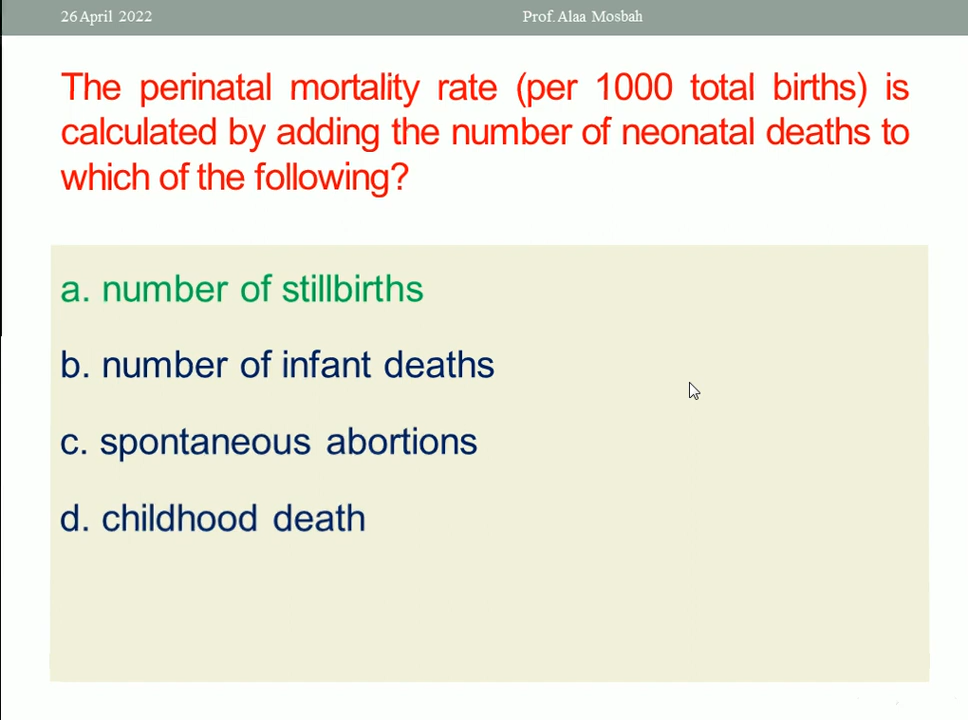 26 April 2022
Prof. Alaa Mosbah
The perinatal mortality rate (per 1000 total births) is
calculated by adding the number of neonatal deaths to
which of the following?
a. number of stillbirths
b. number of infant deaths
c. spontaneous abortions
d. childhood death